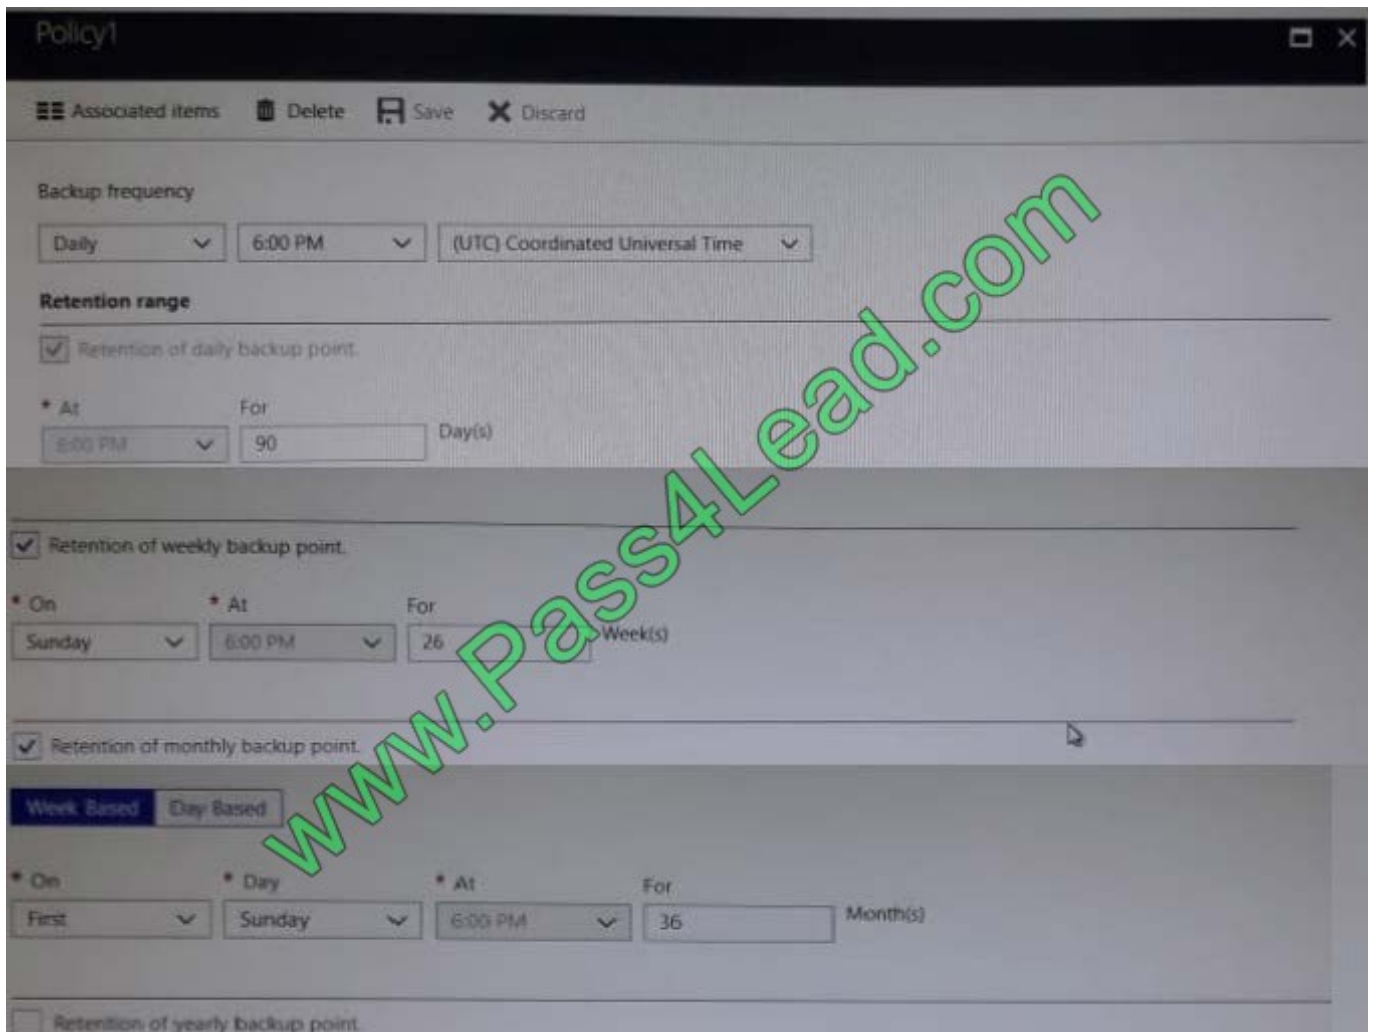 Policy1
Associated items Delete Save Discard
Backup frequency
Daily 6:00 PM (UTC) Coordinated Universal Time
Retention range
Retention of daily backup point.
* At For
6:00 PM 90 Day(s)
Retention of weekly backup point.
* On * At For
Sunday 6:00 PM 26 Week(s)
Retention of monthly backup point.
Week Based Day Based
* On * Day * At For
First Sunday 6:00 PM 36 Month(s)
Retention of yearly backup point.
www.Pass4Lead.com